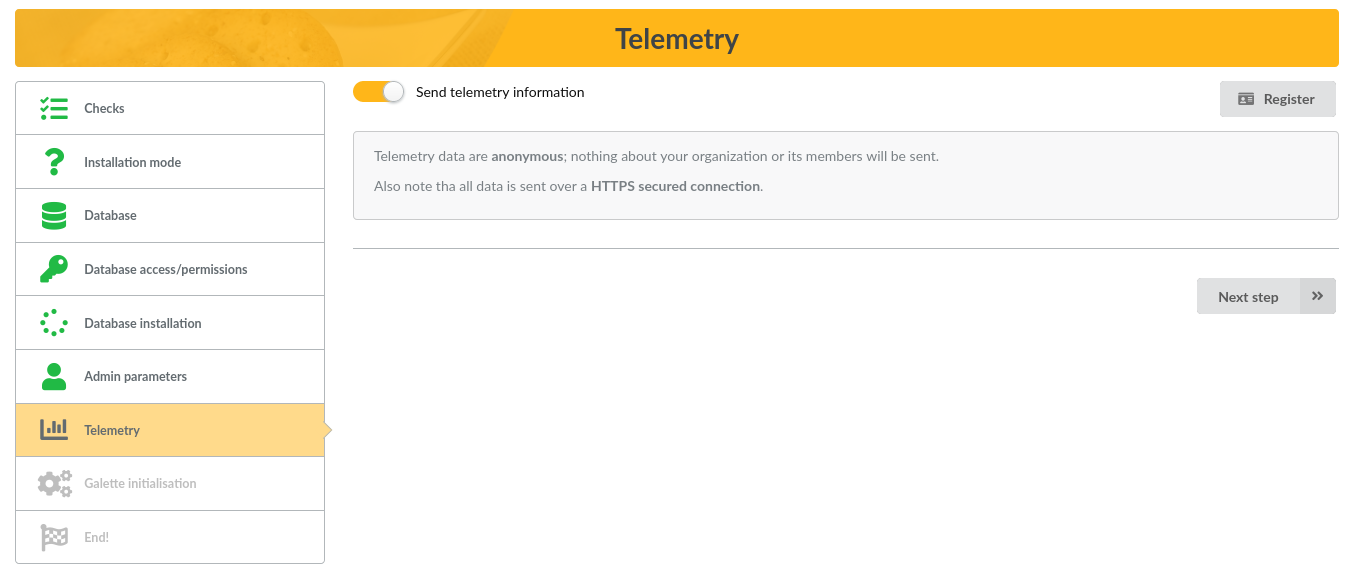 Telemetry
Checks
Installation mode
Database
Database access/permissions
Database installation
Admin parameters
Telemetry
Galette initialisation
End!
Send telemetry information
Register
Telemetry data are anonymous; nothing about your organization or its members will be sent.
Also note tha all data is sent over a HTTPS secured connection.
Next step